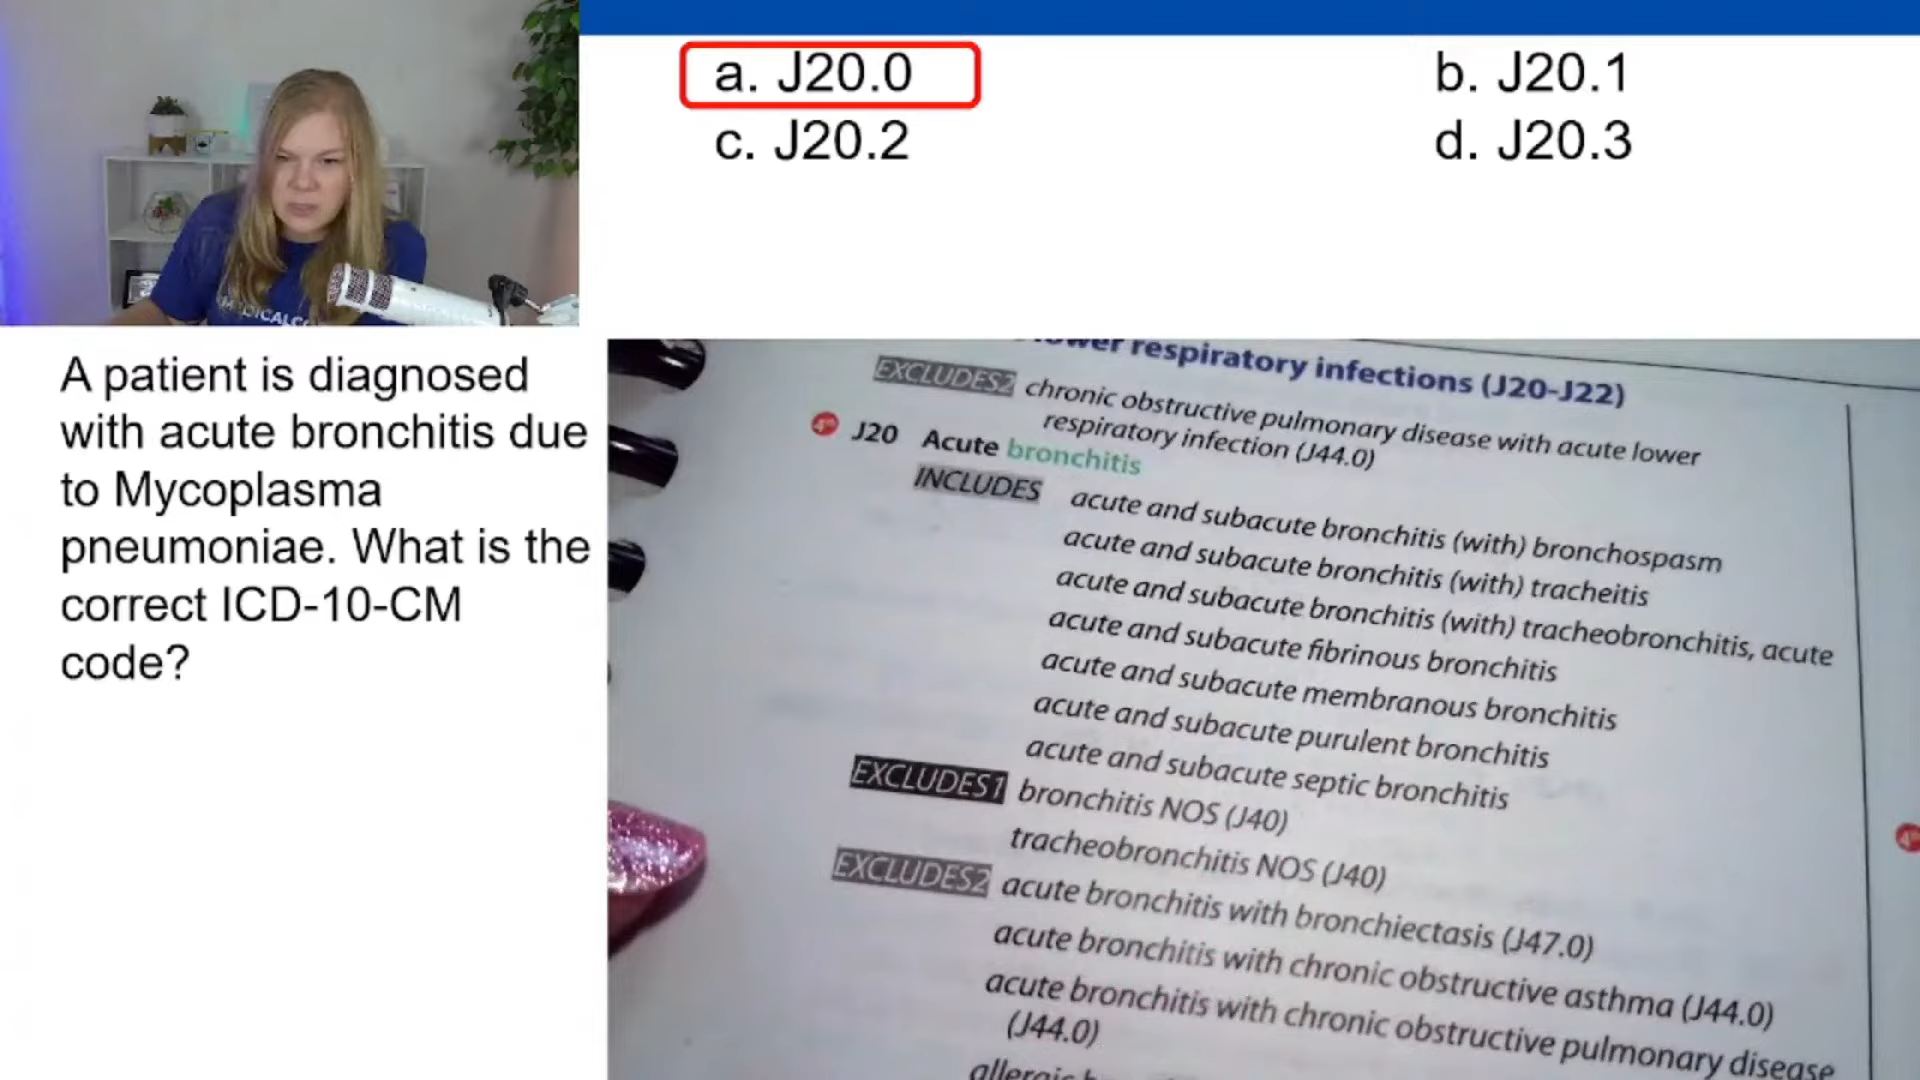 a. J20.0
b. J20.1
c. J20.2
d. J20.3
A patient is diagnosed
with acute bronchitis due
to Mycoplasma
pneumoniae. What is the
correct ICD-10-CM
code?
respiratory infections (J20-J22)
EXCLUDES2 chronic obstructive pulmonary disease with acute lower
respiratory infection (J44.0)
4th J20 Acute bronchitis
INCLUDES acute and subacute bronchitis (with) bronchospasm
acute and subacute bronchitis (with) tracheitis
acute and subacute bronchitis (with) tracheobronchitis, acute
acute and subacute fibrinous bronchitis
acute and subacute membranous bronchitis
acute and subacute purulent bronchitis
acute and subacute septic bronchitis
EXCLUDES1 bronchitis NOS (J40)
tracheobronchitis NOS (J40)
EXCLUDES2 acute bronchitis with bronchiectasis (J47.0)
acute bronchitis with chronic obstructive asthma (J44.0)
acute bronchitis with chronic obstructive pulmonary disease
(J44.0)